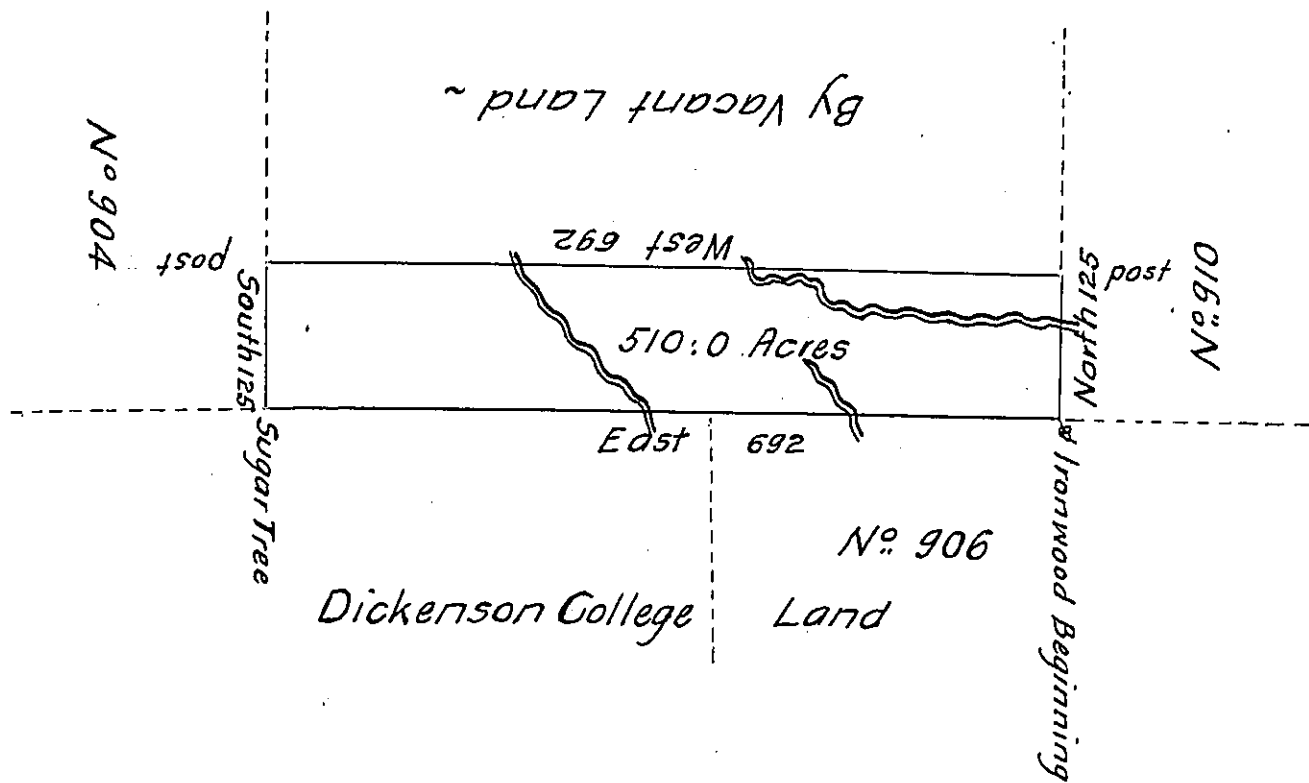 By Vacant Land ~
Nº 904
Nº 910
post
West 692
post
North 125
South 125
510:0 Acres
East 692
Sugar Tree
Ironwood Beginning
Nº 906
Dickenson College Land